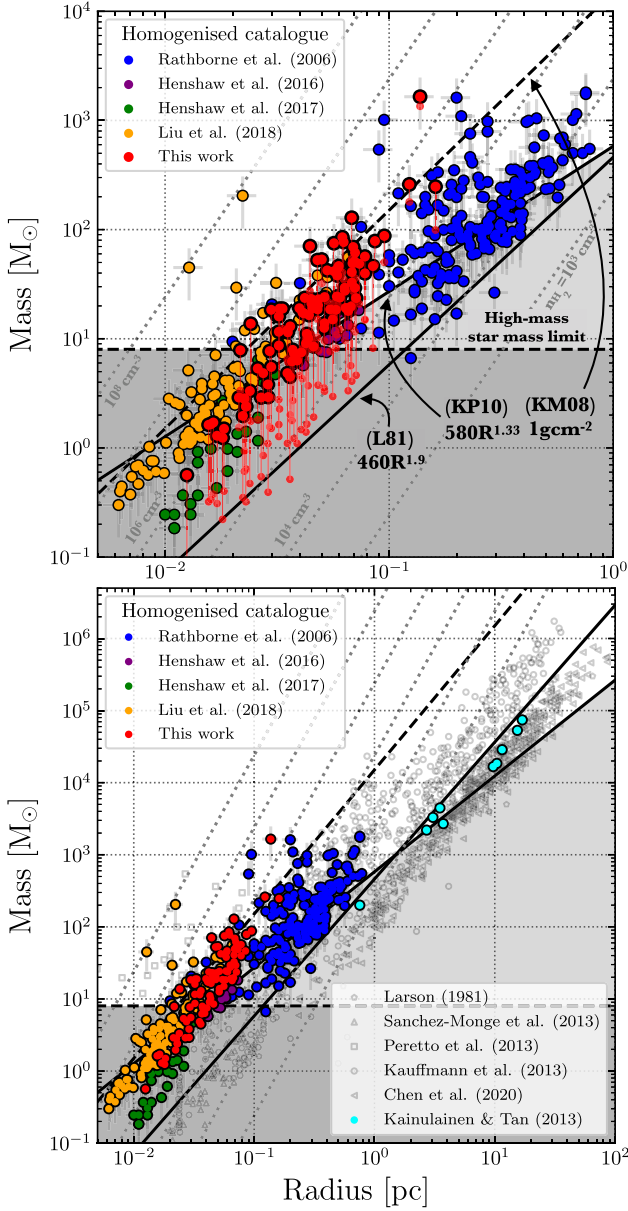 10⁴
10³
10²
10¹
10⁰
10⁻¹
Mass [M☉]
Homogenised catalogue
Rathborne et al. (2006)
Henshaw et al. (2016)
Henshaw et al. (2017)
Liu et al. (2018)
This work
n_H₂ = 10³ cm⁻³
High-mass
star mass limit
10⁸ cm⁻³
10⁶ cm⁻³
10⁴ cm⁻³
(L81)
460R¹·⁹
(KP10)
580R¹·³³
(KM08)
1gcm⁻²
10⁻² 10⁻¹ 10⁰
10⁶
10⁵
10⁴
10³
10²
10¹
10⁰
10⁻¹
Mass [M☉]
Homogenised catalogue
Rathborne et al. (2006)
Henshaw et al. (2016)
Henshaw et al. (2017)
Liu et al. (2018)
This work
Larson (1981)
Sanchez-Monge et al. (2013)
Peretto et al. (2013)
Kauffmann et al. (2013)
Chen et al. (2020)
Kainulainen & Tan (2013)
10⁻² 10⁻¹ 10⁰ 10¹ 10²
Radius [pc]